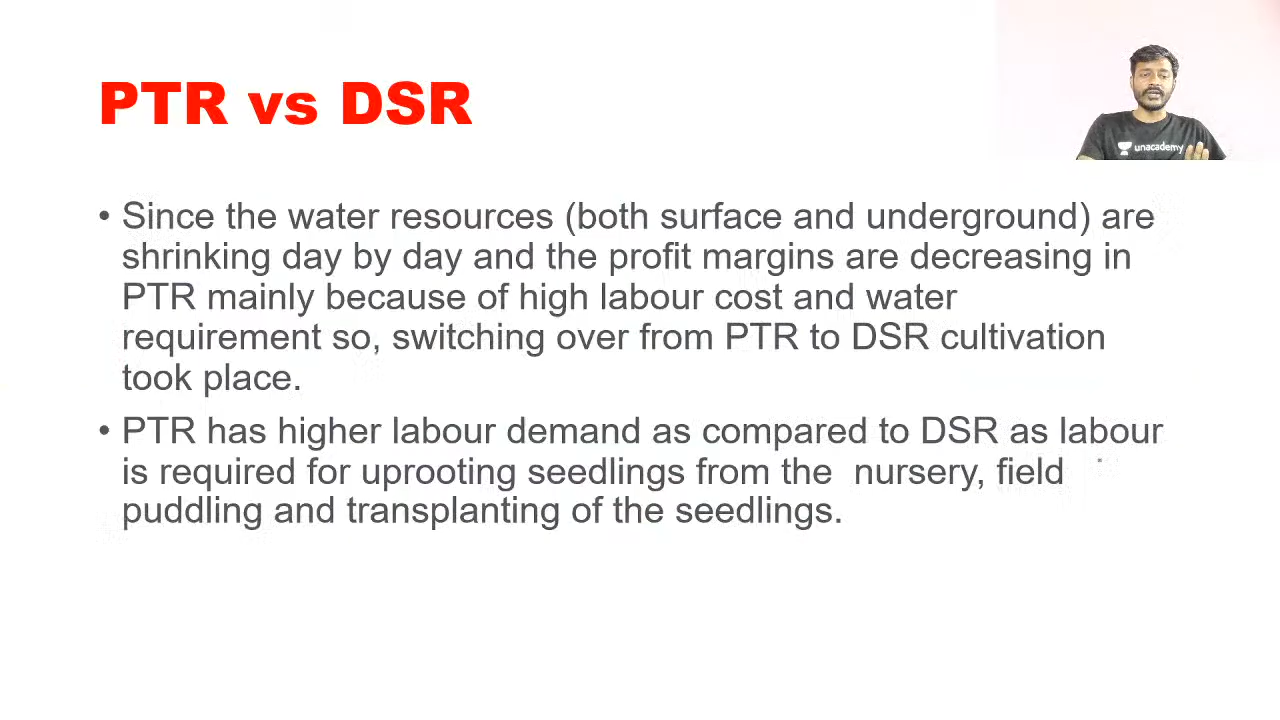 PTR vs DSR
unacademy
• Since the water resources (both surface and underground) are
shrinking day by day and the profit margins are decreasing in
PTR mainly because of high labour cost and water
requirement so, switching over from PTR to DSR cultivation
took place.
• PTR has higher labour demand as compared to DSR as labour
is required for uprooting seedlings from the  nursery, field
puddling and transplanting of the seedlings.